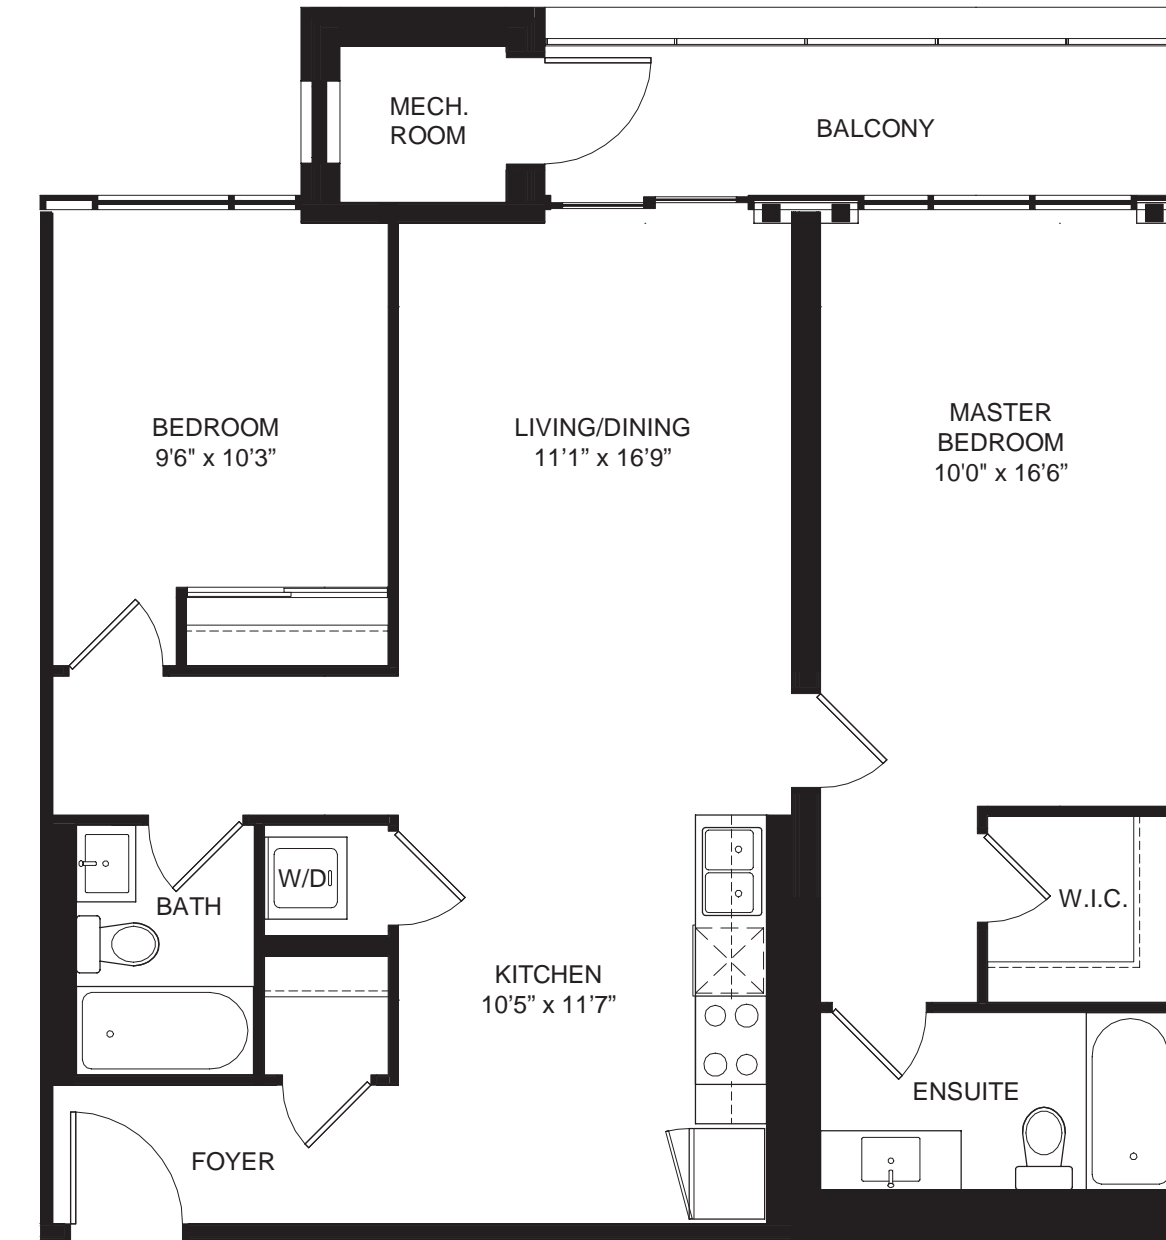 MECH.
ROOM
BALCONY
BEDROOM
9'6" x 10’3”
LIVING/DINING
11’1” x 16’9”
MASTER
BEDROOM
10'0" x 16’6”
W/D
BATH
W.I.C.
KITCHEN
10’5” x 11’7”
ENSUITE
FOYER